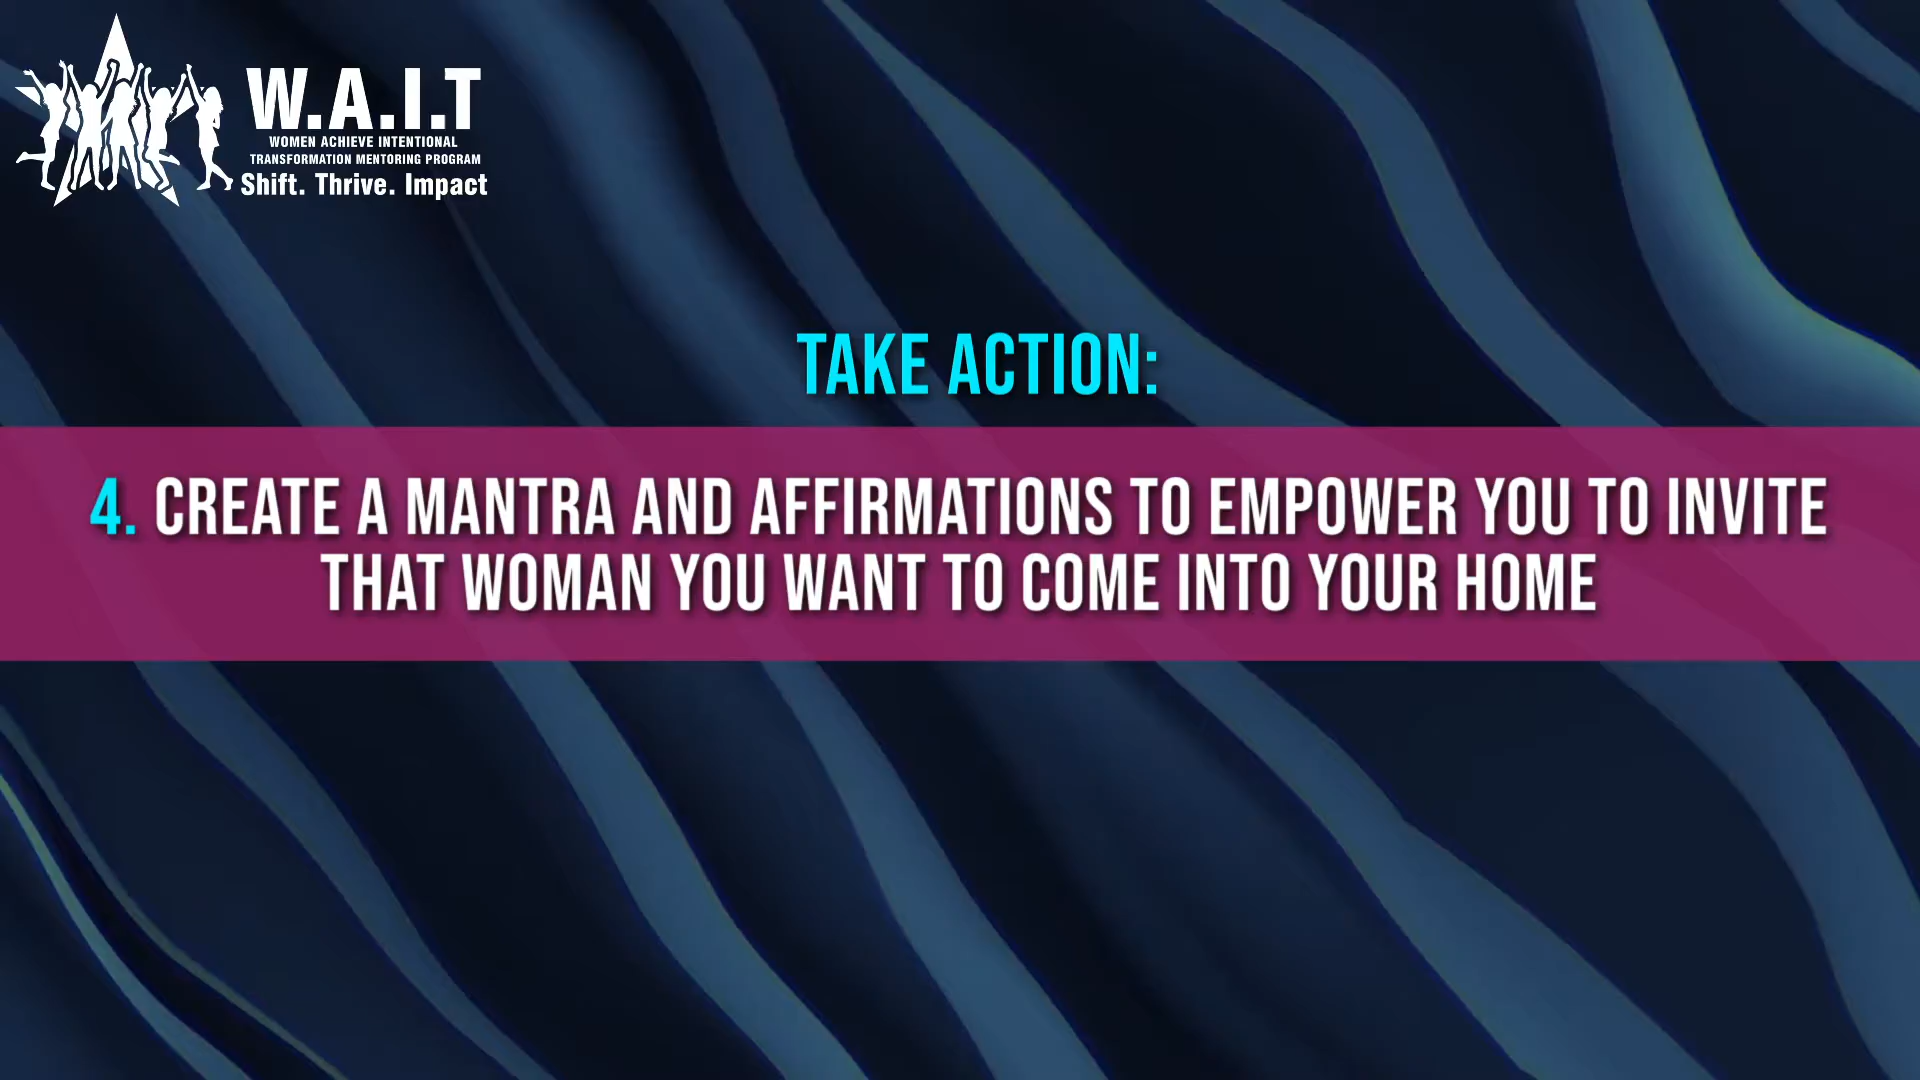 W.A.I.T
WOMEN ACHIEVE INTENTIONAL
TRANSFORMATION MENTORING PROGRAM
Shift. Thrive. Impact
TAKE ACTION:
4. CREATE A MANTRA AND AFFIRMATIONS TO EMPOWER YOU TO INVITE
THAT WOMAN YOU WANT TO COME INTO YOUR HOME